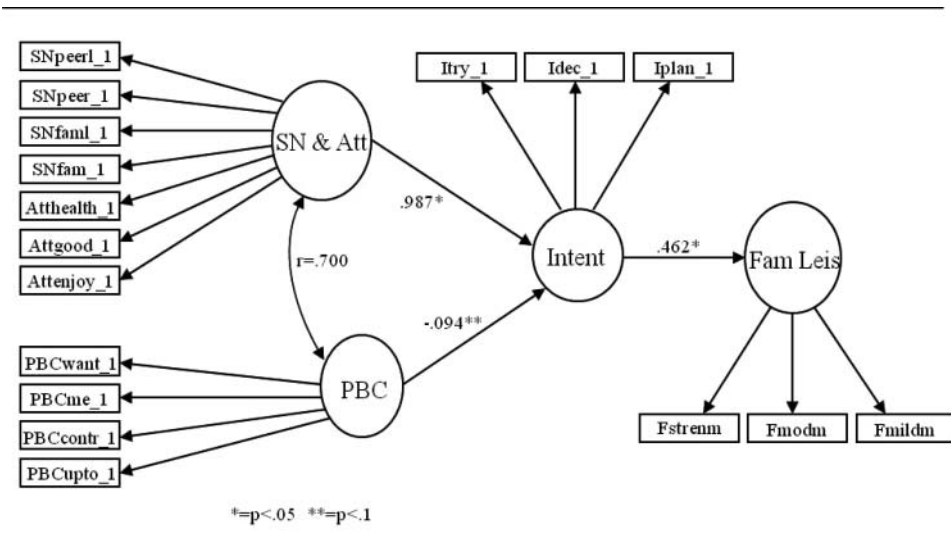 SNpeerl_1
SNpeer_1
SNfaml_1
SNfam_1
Atthealth_1
Attgood_1
Attenjoy_1
SN & Att
.987*
r=.700
PBCwant_1
PBCme_1
PBCcontr_1
PBCupto_1
PBC
-.094**
Itry_1
Idec_1
Iplan_1
Intent
.462*
Fam Leis
Fstrenm
Fmodm
Fmildm
*=p<.05 **=p<.1